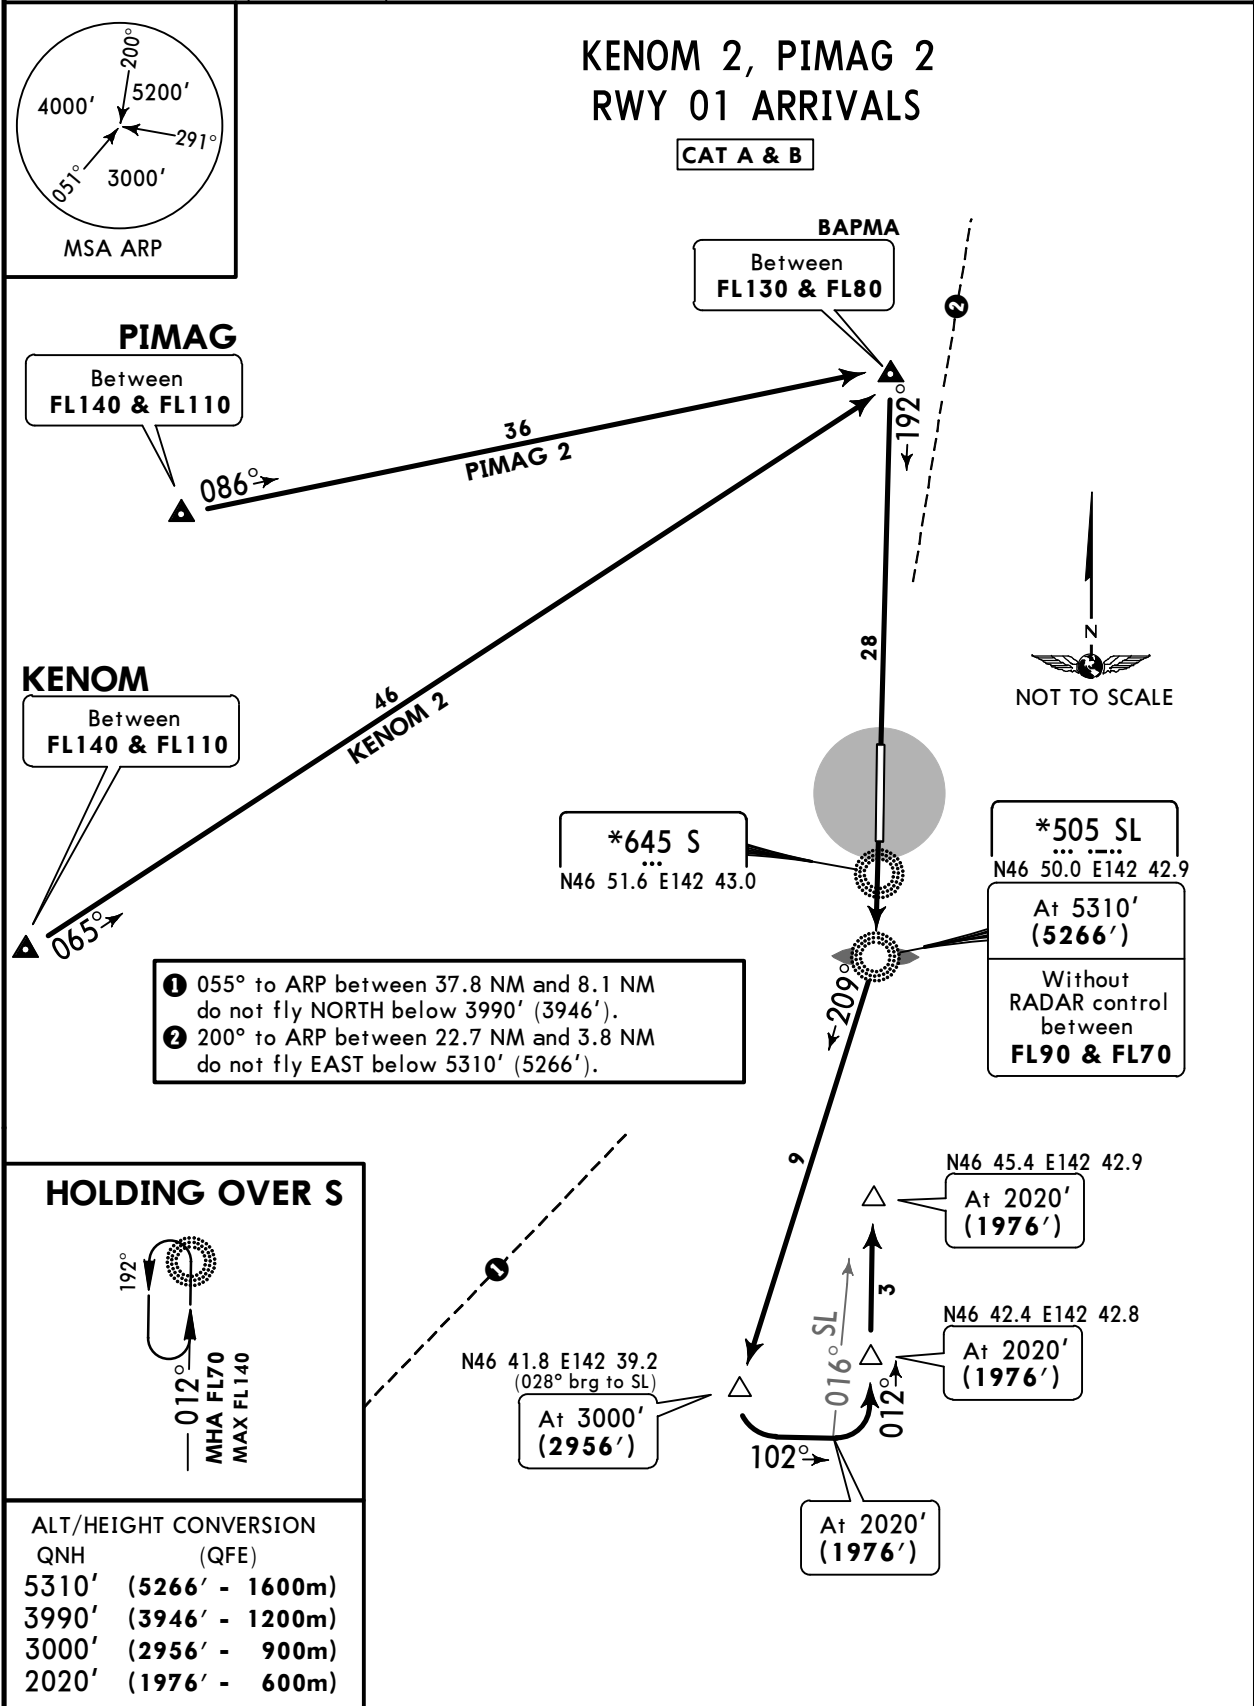 KENOM 2, PIMAG 2
RWY 01 ARRIVALS
CAT A & B
200°
4000'
5200'
291°
051°
3000'
MSA ARP
BAPMA
Between
FL130 & FL80
2
PIMAG
Between
FL140 & FL110
086°
36
PIMAG 2
192°
28
N
NOT TO SCALE
KENOM
Between
FL140 & FL110
065°
46
KENOM 2
*645 S
N46 51.6 E142 43.0
*505 SL
N46 50.0 E142 42.9
At 5310'
(5266')
Without
RADAR control
between
FL90 & FL70
1 055° to ARP between 37.8 NM and 8.1 NM
do not fly NORTH below 3990' (3946').
2 200° to ARP between 22.7 NM and 3.8 NM
do not fly EAST below 5310' (5266').
209°
9
1
N46 45.4 E142 42.9
At 2020'
(1976')
3
016° SL
N46 42.4 E142 42.8
At 2020'
(1976')
012°
N46 41.8 E142 39.2
(028° brg to SL)
At 3000'
(2956')
102°
At 2020'
(1976')
HOLDING OVER S
192°
012°
MHA FL70
MAX FL140
ALT/HEIGHT CONVERSION
QNH (QFE)
5310' (5266' - 1600m)
3990' (3946' - 1200m)
3000' (2956' - 900m)
2020' (1976' - 600m)